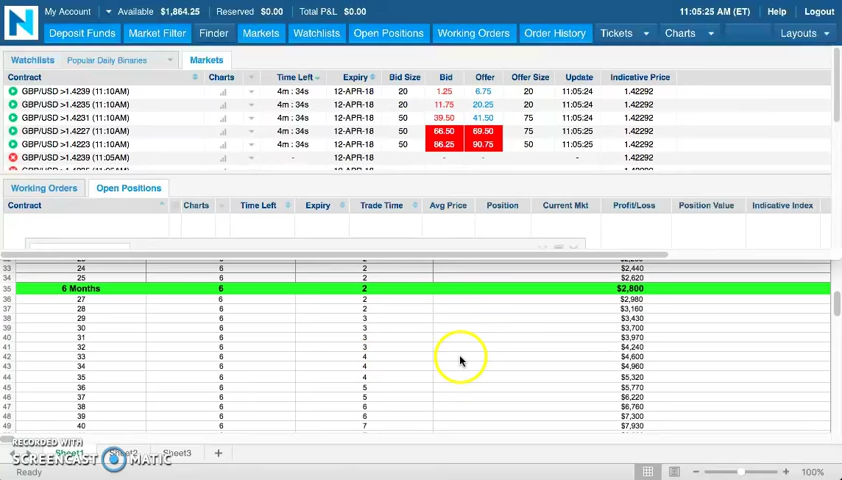 My Account Available $1,864.25 Reserved $0.00 Total P&L $0.00 11:05:25 AM (ET) Help Logout
N Deposit Funds Market Filter Finder Markets Watchlists Open Positions Working Orders Order History Tickets Charts Layouts
Watchlists Popular Daily Binaries Markets
Contract Charts Time Left Expiry Bid Size Bid Offer Offer Size Update Indicative Price
GBP/USD >1.4239 (11:10AM) 4m : 34s 12-APR-18 20 1.25 6.75 20 11:05:24 1.42292
GBP/USD >1.4235 (11:10AM) 4m : 34s 12-APR-18 20 11.75 20.25 20 11:05:24 1.42292
GBP/USD >1.4231 (11:10AM) 4m : 34s 12-APR-18 50 39.50 41.50 75 11:05:25 1.42292
GBP/USD >1.4227 (11:10AM) 4m : 34s 12-APR-18 50 66.50 69.50 75 11:05:25 1.42292
GBP/USD >1.4231 (11:10AM) 4m : 34s 12-APR-18 50 86.25 90.75 50 11:05:25 1.42292
GBP/USD >1.4239 (11:05AM) - 12-APR-18 - - - - - 1.42292
Working Orders Open Positions
Contract Charts Time Left Expiry Trade Time Avg Price Position Current Mkt Profit/Loss Position Value Indicative Index
33 24 6 2 $2,440
34 25 6 2 $2,620
35 6 Months 6 2 $2,800
36 27 6 2 $2,980
37 28 6 2 $3,160
38 29 6 3 $3,430
39 30 6 3 $3,700
40 31 6 3 $3,970
41 32 6 3 $4,240
42 33 6 4 $4,600
43 34 6 4 $4,960
44 35 6 4 $5,320
45 36 6 5 $5,770
46 37 6 5 $6,220
47 38 6 6 $6,760
48 39 6 6 $7,300
49 40 6 7 $7,930
RECORDED WITH
SCREENCAST MATIC
Sheet1 Sheet2 Sheet3 +
Ready 100%